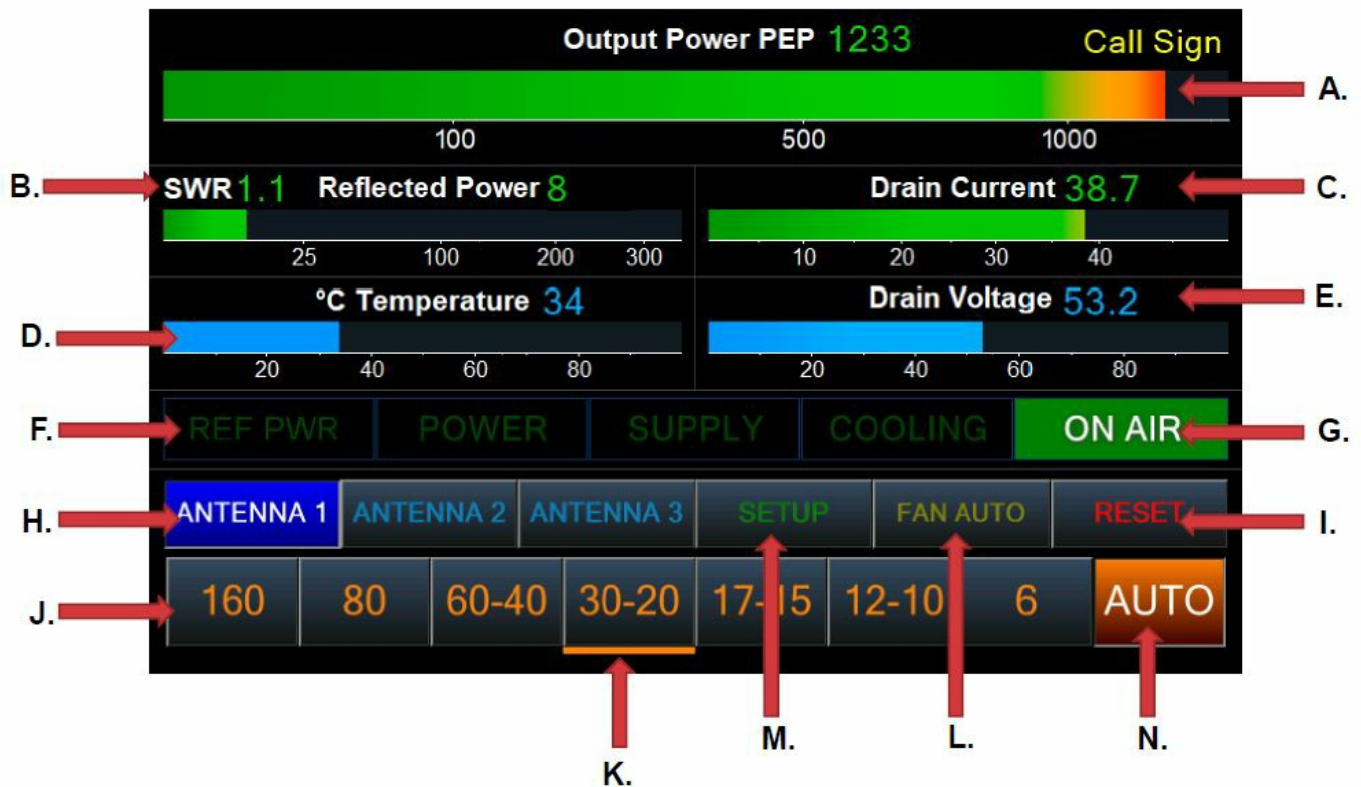 Output Power PEP 1233 Call Sign
A.
100 500 1000
B. SWR 1.1 Reflected Power 8 Drain Current 38.7 C.
25 100 200 300 10 20 30 40
°C Temperature 34 Drain Voltage 53.2 E.
D.
20 40 60 80 20 40 60 80
F. REF PWR POWER SUPPLY COOLING ON AIR G.
H. ANTENNA 1 ANTENNA 2 ANTENNA 3 SETUP FAN AUTO RESET I.
J. 160 80 60-40 30-20 17-15 12-10 6 AUTO
M. L. N.
K.